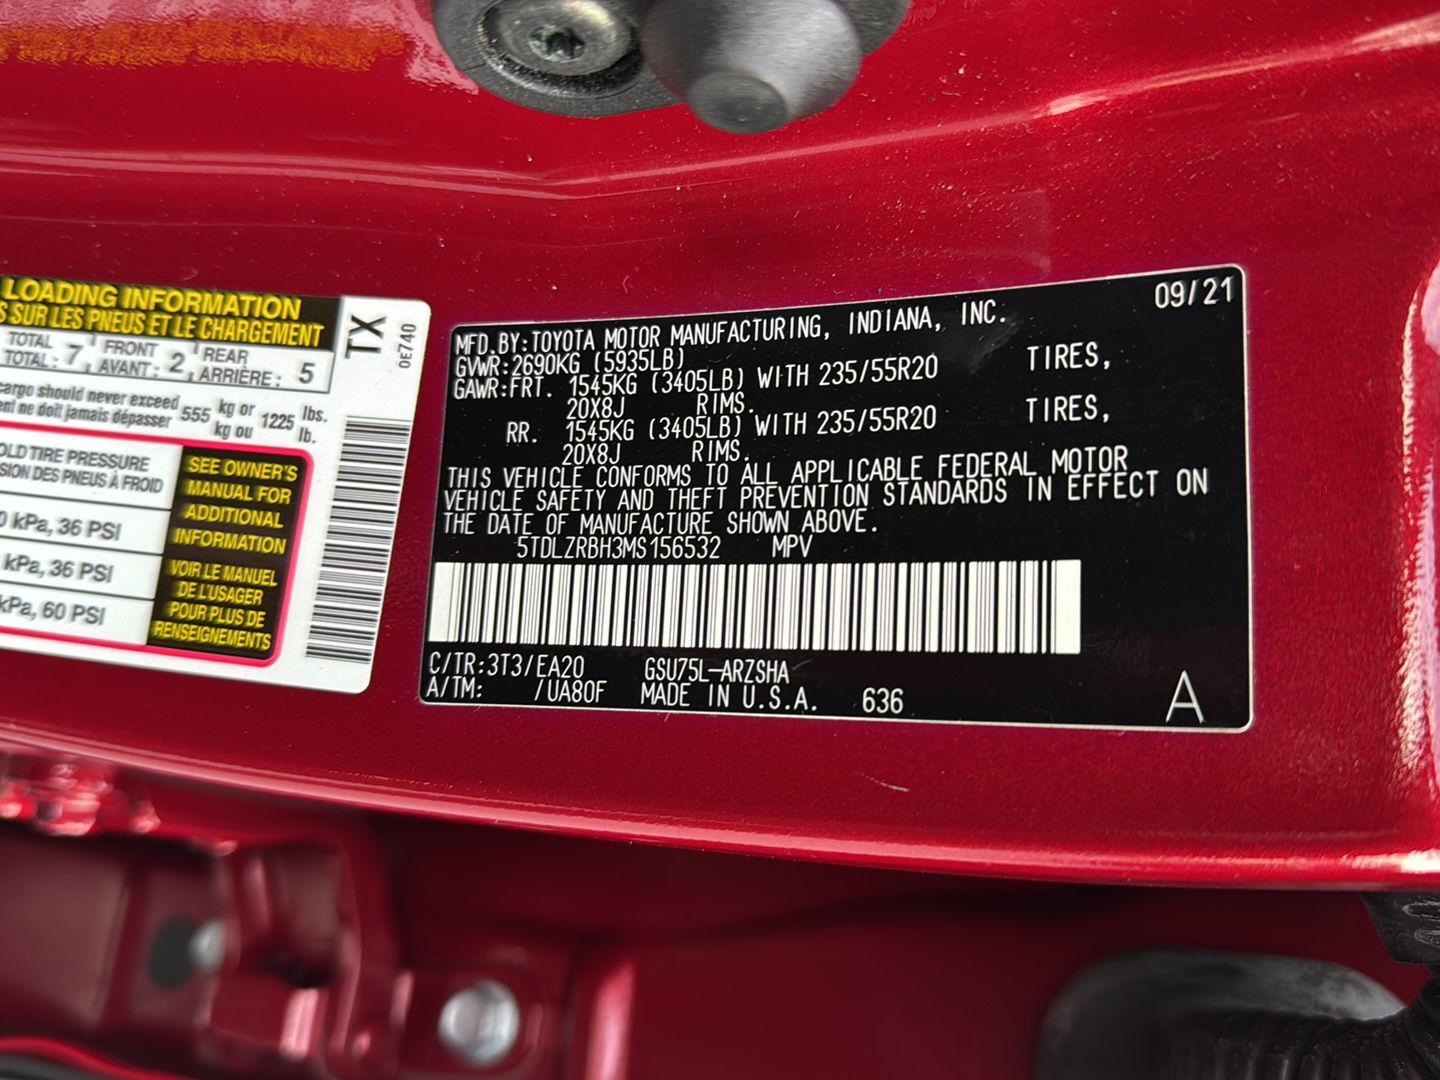 LOADING INFORMATION
S SUR LES PNEUS ET LE CHARGEMENT
TOTAL 7 FRONT 2 REAR 5
TOTAL: AVANT: ARRIÈRE:
cargo should never exceed 555 kg or 1225 lbs.
ent ne doit jamais dépasser kg ou lb.
OLD TIRE PRESSURE
SION DES PNEUS À FROID
0 kPa, 36 PSI
kPa, 36 PSI
kPa, 60 PSI
SEE OWNER'S
MANUAL FOR
ADDITIONAL
INFORMATION
VOIR LE MANUEL
DE L'USAGER
POUR PLUS DE
RENSEIGNEMENTS
TX
0E740
09/21
MFD.BY:TOYOTA MOTOR MANUFACTURING, INDIANA, INC.
GVWR:2690KG (5935LB)
GAWR:FRT. 1545KG (3405LB) WITH 235/55R20 TIRES,
20X8J RIMS.
RR. 1545KG (3405LB) WITH 235/55R20 TIRES,
20X8J RIMS.
THIS VEHICLE CONFORMS TO ALL APPLICABLE FEDERAL MOTOR
VEHICLE SAFETY AND THEFT PREVENTION STANDARDS IN EFFECT ON
THE DATE OF MANUFACTURE SHOWN ABOVE.
5TDLZRBH3MS156532 MPV
C/TR:3T3/EA20 GSU75L-ARZSHA
A/TM: /UA80F MADE IN U.S.A. 636
A